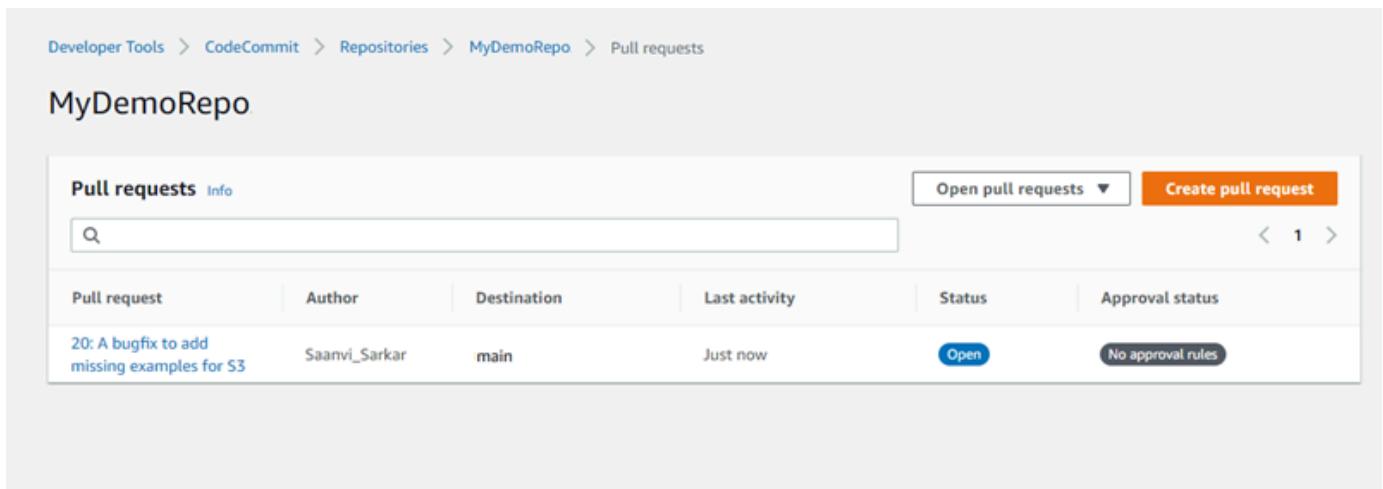 Developer Tools > CodeCommit > Repositories > MyDemoRepo > Pull requests
MyDemoRepo
Pull requests Info
Open pull requests ▼ Create pull request
< 1 >
Pull request Author Destination Last activity Status Approval status
20: A bugfix to add
missing examples for S3
Saanvi_Sarkar main Just now Open No approval rules